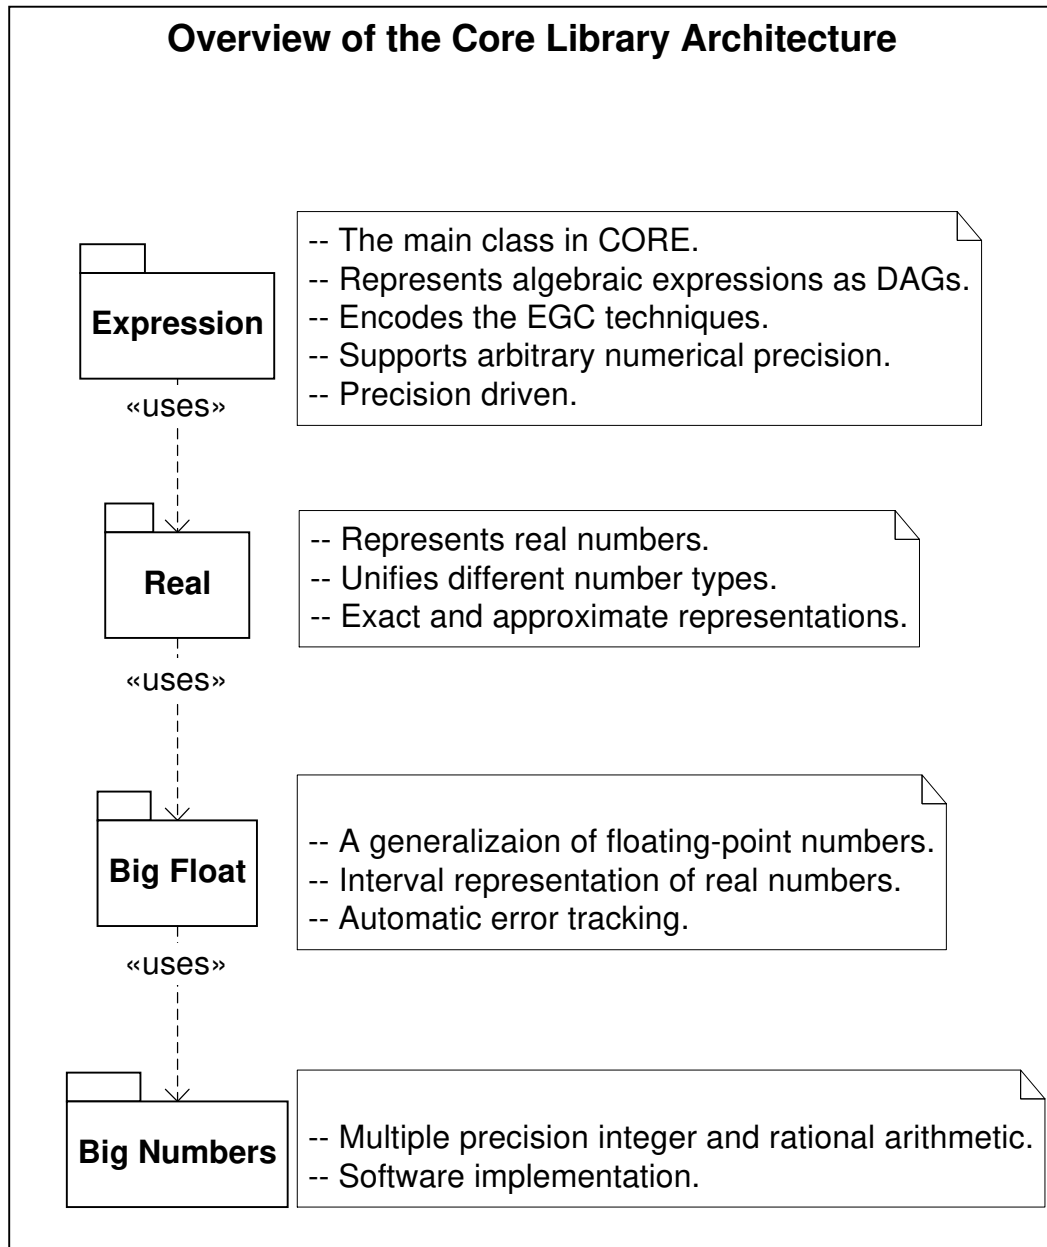 Overview of the Core Library Architecture
Expression
-- The main class in CORE.
-- Represents algebraic expressions as DAGs.
-- Encodes the EGC techniques.
-- Supports arbitrary numerical precision.
-- Precision driven.
«uses»
Real
-- Represents real numbers.
-- Unifies different number types.
-- Exact and approximate representations.
«uses»
Big Float
-- A generalizaion of floating-point numbers.
-- Interval representation of real numbers.
-- Automatic error tracking.
«uses»
Big Numbers
-- Multiple precision integer and rational arithmetic.
-- Software implementation.